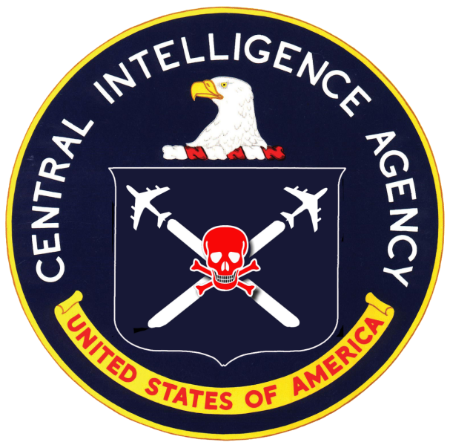 CENTRAL INTELLIGENCE AGENCY
UNITED STATES OF AMERICA